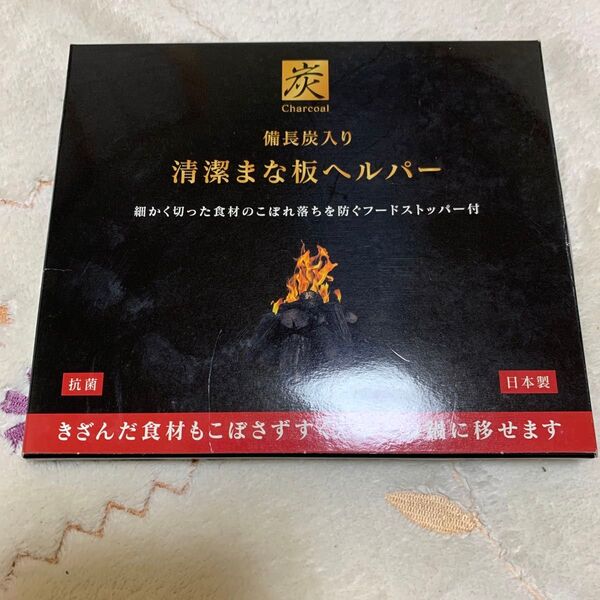 炭
Charcoal
備長炭入り
清潔まな板ヘルパー
細かく切った食材のこぼれ落ちを防ぐフードストッパー付
抗菌
日本製
きざんだ食材もこぼさずす 鍋に移せます